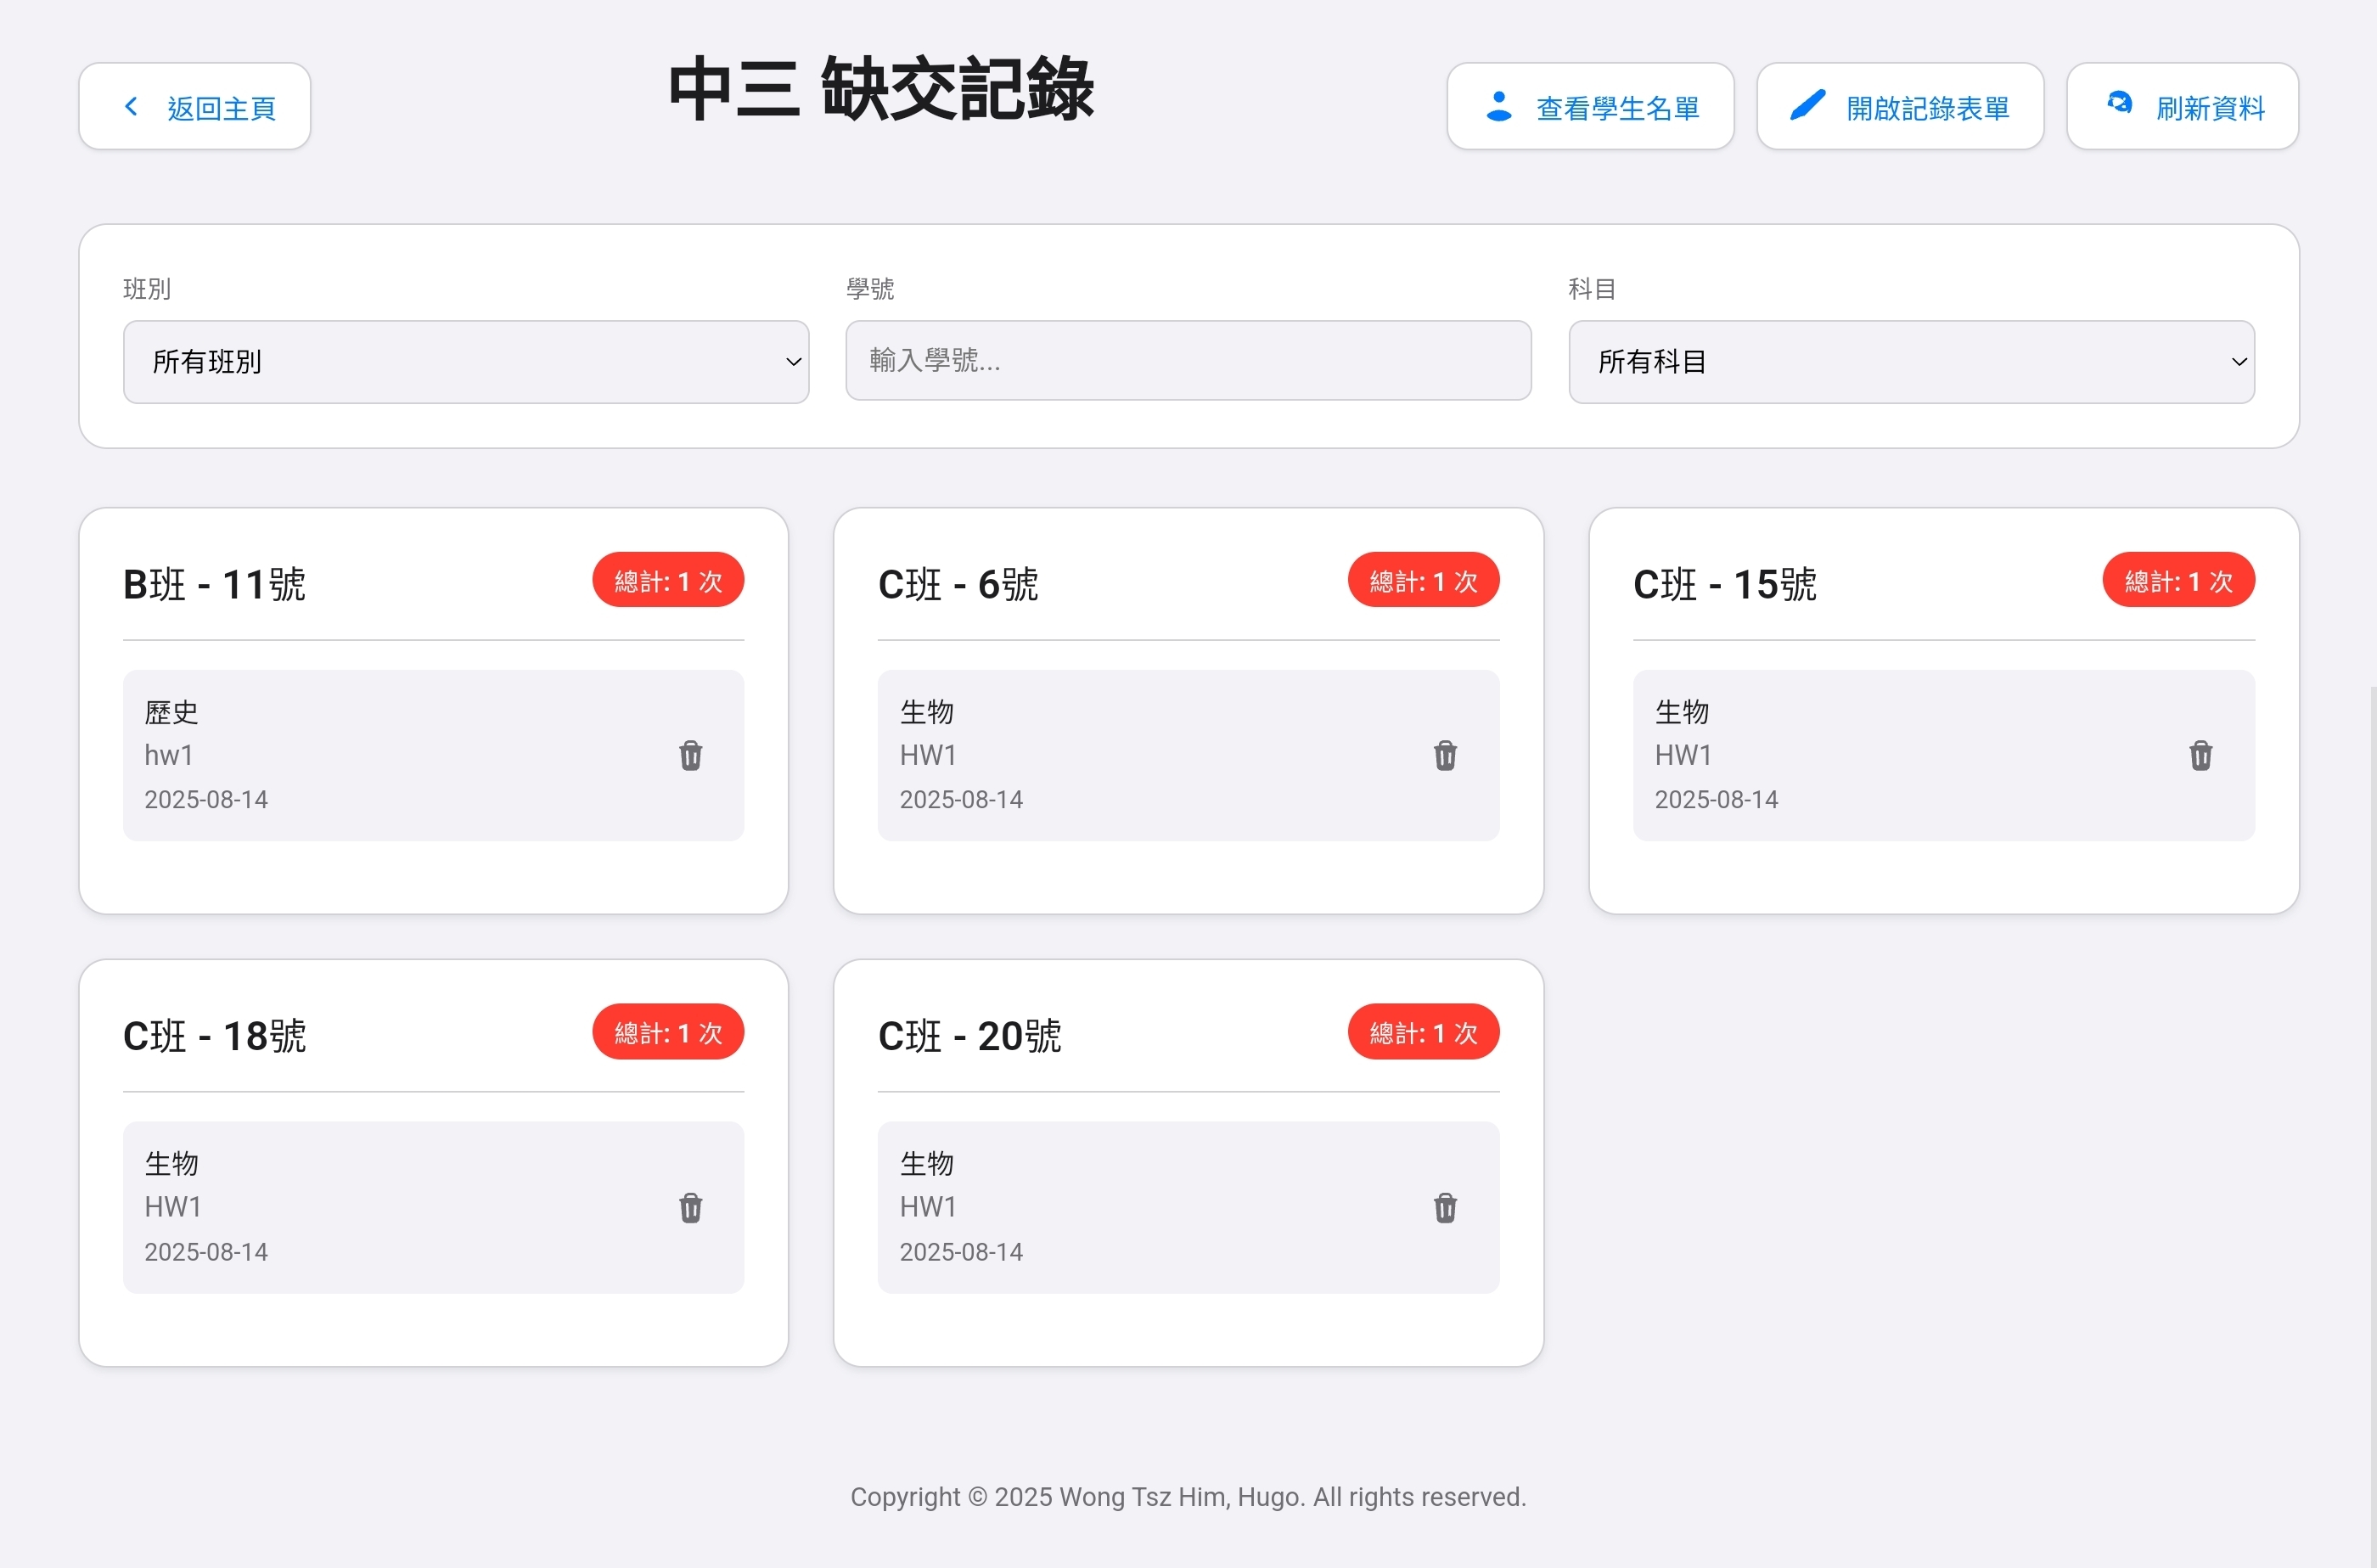 返回主頁
中三 缺交記錄
查看學生名單
開啟記錄表單
刷新資料
班別
學號
科目
所有班別
輸入學號...
所有科目
B班 - 11號
總計: 1 次
歷史
hw1
2025-08-14
C班 - 6號
總計: 1 次
生物
HW1
2025-08-14
C班 - 15號
總計: 1 次
生物
HW1
2025-08-14
C班 - 18號
總計: 1 次
生物
HW1
2025-08-14
C班 - 20號
總計: 1 次
生物
HW1
2025-08-14
Copyright © 2025 Wong Tsz Him, Hugo. All rights reserved.